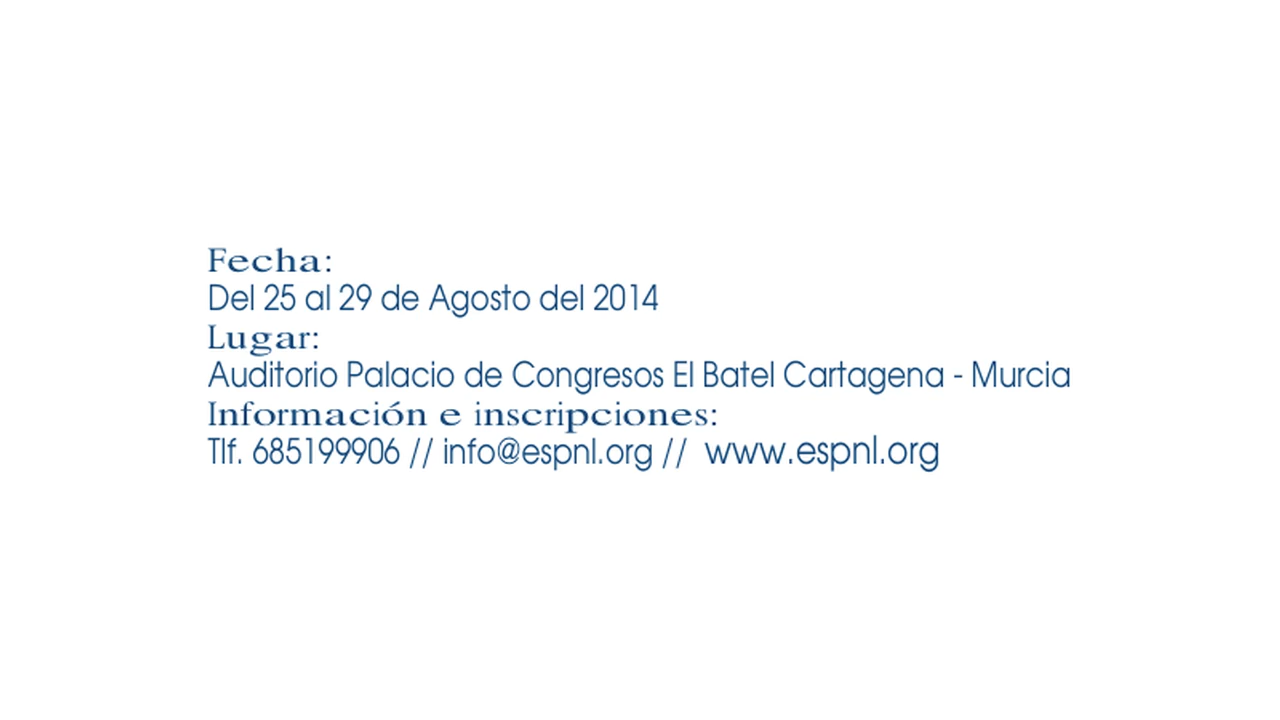 Fecha:
Del 25 al 29 de Agosto del 2014
Lugar:
Auditorio Palacio de Congresos El Batel Cartagena - Murcia
Información e inscripciones:
Tlf. 685199906 // info@espnl.org // www.espnl.org